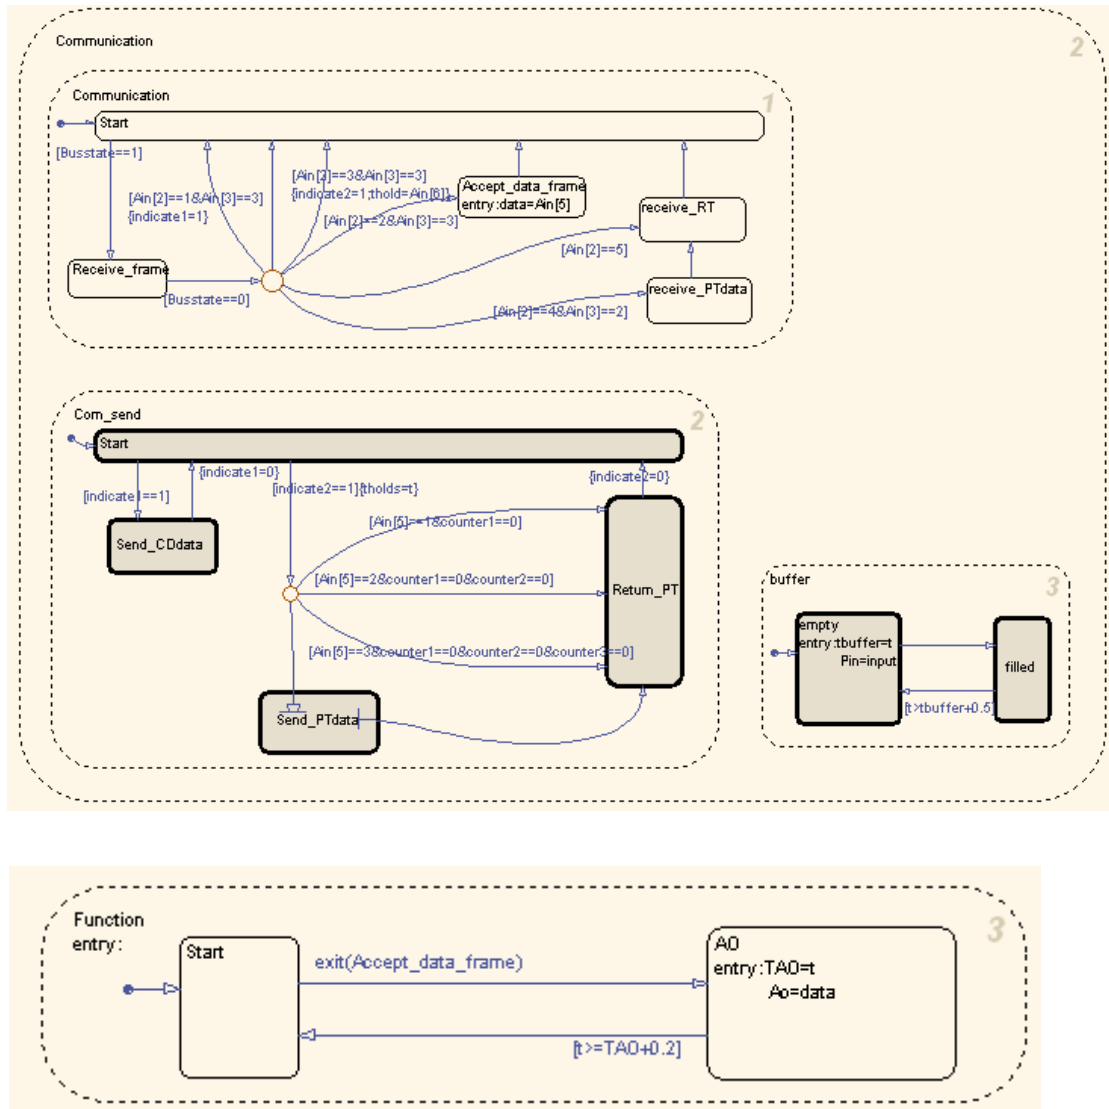 Communication
2
Communication
1
Start
[Busstate==1]
[Ain[2]==1&Ain[3]==3]
{indicate1=1}
[Ain[2]==3&Ain[3]==3]
{indicate2=1;thold=Ain[6]}
[Ain[2]==2&Ain[3]==3]
Accept_data_frame
entry:data=Ain[5]
receive_RT
[Ain[2]==5]
Receive_frame
[Busstate==0]
receive_PTdata
[Ain[2]==4&Ain[3]==2]
Com_send
2
Start
{indicate1=0}
{indicate2=0}
[indicate1==1]
[indicate2==1]{tholds=t}
Send_CDdata
[Ain[5]==1&counter1==0]
[Ain[5]==2&counter1==0&counter2==0]
Return_PT
[Ain[5]==3&counter1==0&counter2==0&counter3==0]
Send_PTdata
buffer
3
empty
entry:tbuffer=t
Pin=input
filled
[t>tbuffer+0.5]
Function
entry:
3
Start
exit(Accept_data_frame)
AO
entry:TAO=t
Ao=data
[t>=TAO+0.2]